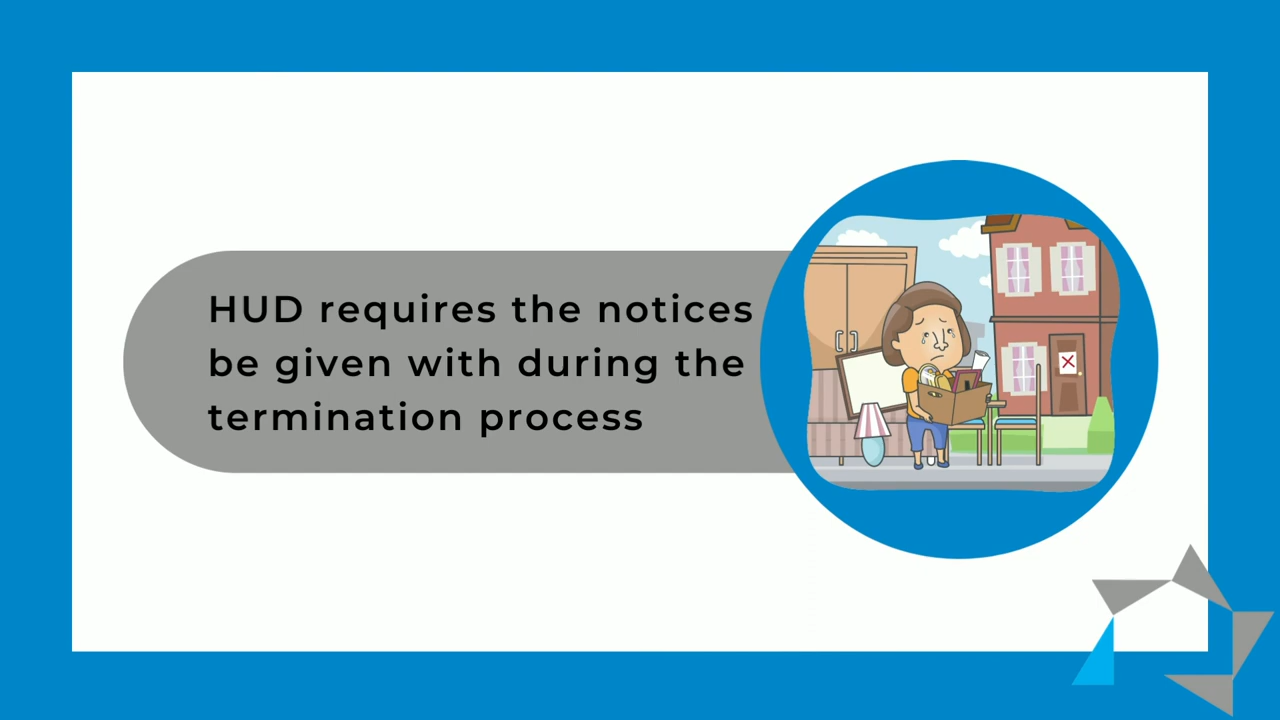 HUD requires the notices
be given with during the
termination process